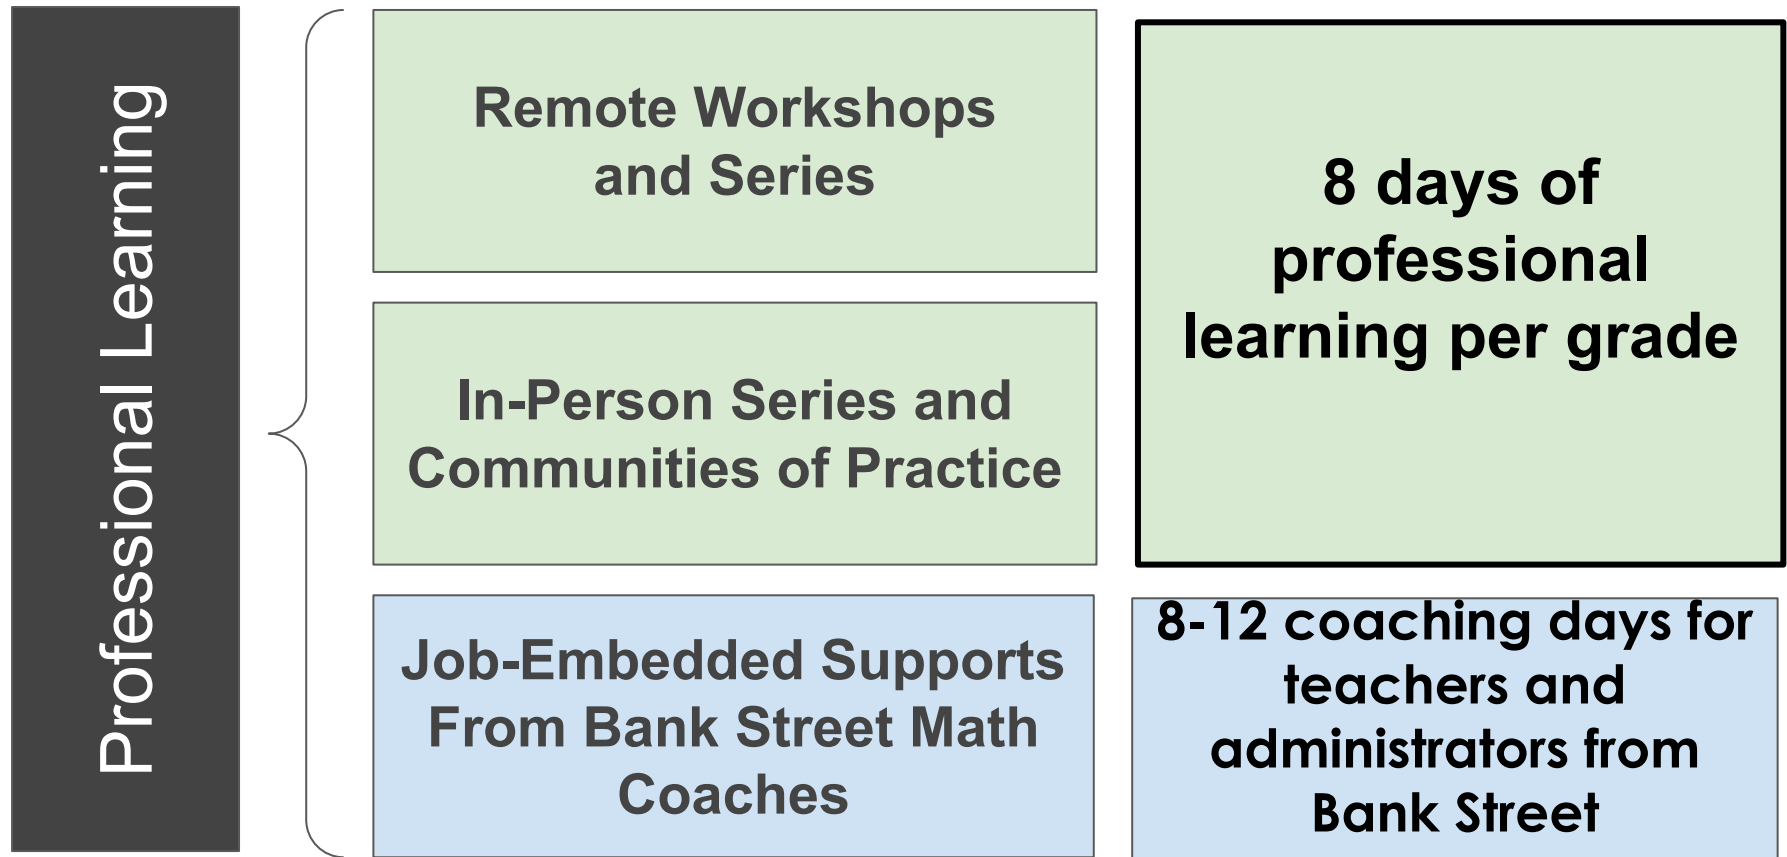 Professional Learning
Remote Workshops
and Series
8 days of
professional
learning per grade
In-Person Series and
Communities of Practice
Job-Embedded Supports
From Bank Street Math
Coaches
8-12 coaching days for
teachers and
administrators from
Bank Street